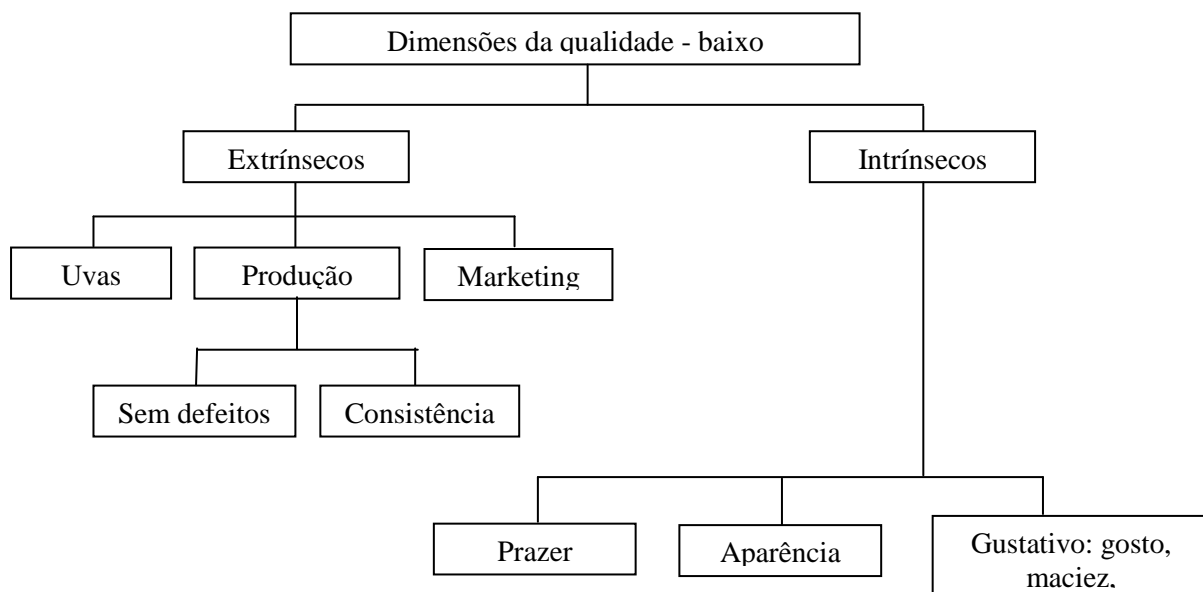 Dimensões da qualidade - baixo
Extrínsecos
Intrínsecos
Uvas
Produção
Marketing
Sem defeitos
Consistência
Prazer
Aparência
Gustativo: gosto,
maciez,